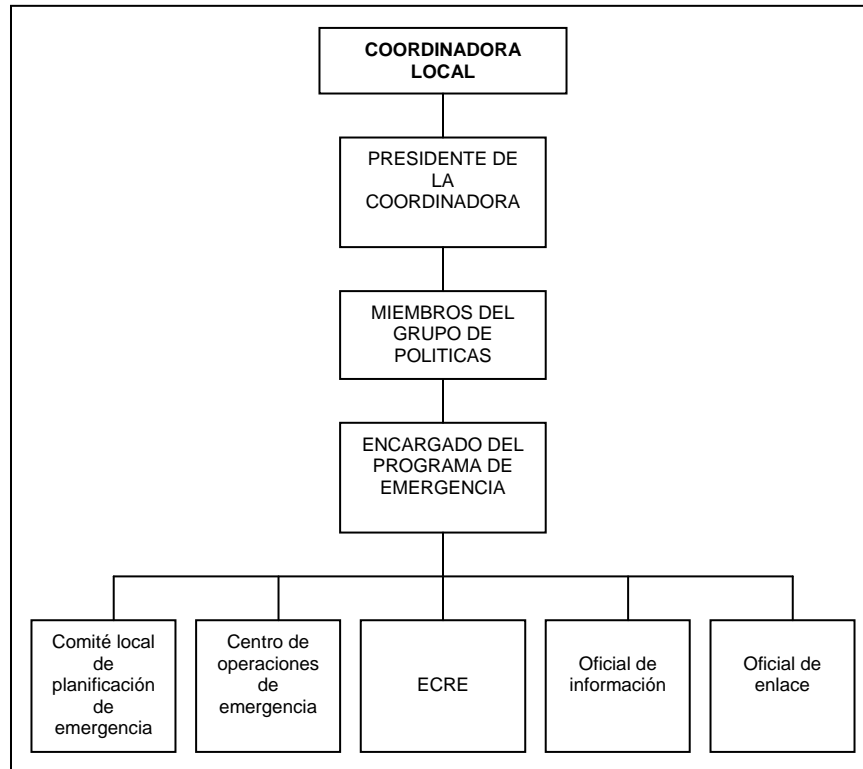 COORDINADORA
LOCAL
PRESIDENTE DE
LA
COORDINADORA
MIEMBROS DEL
GRUPO DE
POLITICAS
ENCARGADO DEL
PROGRAMA DE
EMERGENCIA
Comité local
de
planificación
de
emergencia
Centro de
operaciones
de
emergencia
ECRE
Oficial de
información
Oficial de
enlace